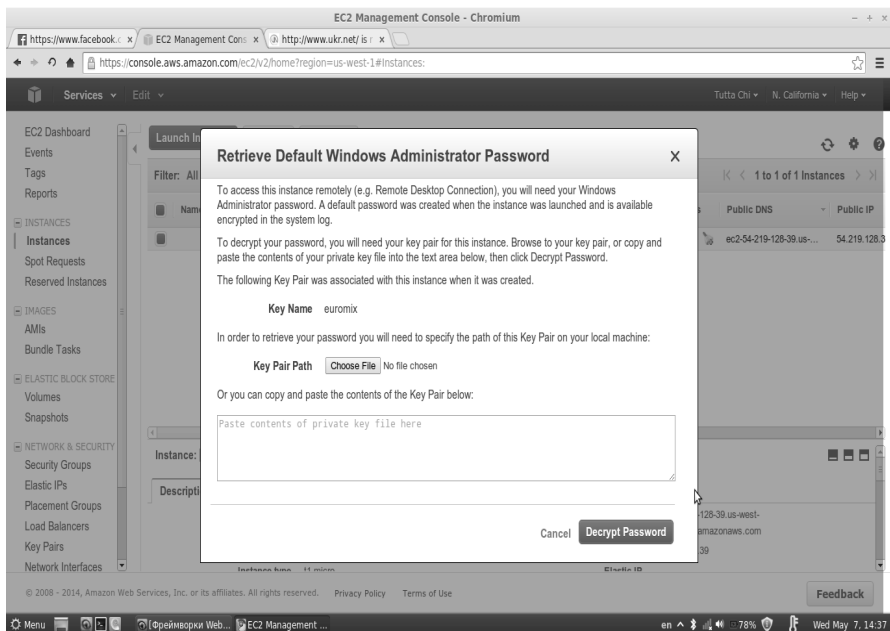 EC2 Management Console - Chromium
https://www.facebook.c
EC2 Management Cons
http://www.ukr.net/ is n
https://console.aws.amazon.com/ec2/v2/home?region=us-west-1#Instances:
Services
Edit
Tutta Chi
N. California
Help
EC2 Dashboard
Events
Tags
Reports
INSTANCES
Instances
Spot Requests
Reserved Instances
IMAGES
AMIs
Bundle Tasks
ELASTIC BLOCK STORE
Volumes
Snapshots
NETWORK & SECURITY
Security Groups
Elastic IPs
Placement Groups
Load Balancers
Key Pairs
Network Interfaces
Launch In
Filter: All
1 to 1 of 1 Instances
Name
Public DNS
Public IP
ec2-54-219-128-39.us-...
54.219.128.3
Retrieve Default Windows Administrator Password
X
To access this instance remotely (e.g. Remote Desktop Connection), you will need your Windows
Administrator password. A default password was created when the instance was launched and is available
encrypted in the system log.
To decrypt your password, you will need your key pair for this instance. Browse to your key pair, or copy and
paste the contents of your private key file into the text area below, then click Decrypt Password.
The following Key Pair was associated with this instance when it was created.
Key Name euromix
In order to retrieve your password you will need to specify the path of this Key Pair on your local machine:
Key Pair Path Choose File No file chosen
Or you can copy and paste the contents of the Key Pair below:
Paste contents of private key file here
Cancel Decrypt Password
Instance:
Descripti
-128-39.us-west-
amazonaws.com
39
Instance type t1.micro
Elastic IP
© 2008 - 2014, Amazon Web Services, Inc. or its affiliates. All rights reserved. Privacy Policy Terms of Use
Feedback
Menu
[Фреймворки Web...
EC2 Management ...
en
78%
Wed May 7, 14:37